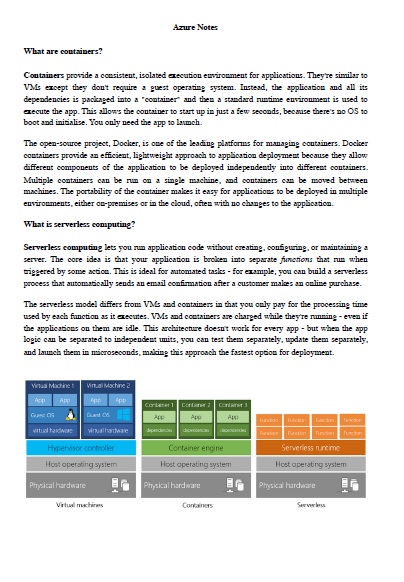 Azure Notes
What are containers?
Containers provide a consistent, isolated execution environment for applications. They're similar to
VMs except they don't require a guest operating system. Instead, the application and all its
dependencies is packaged into a "container" and then a standard runtime environment is used to
execute the app. This allows the container to start up in just a few seconds, because there's no OS to
boot and initialise. You only need the app to launch.
The open-source project, Docker, is one of the leading platforms for managing containers. Docker
containers provide an efficient, lightweight approach to application deployment because they allow
different components of the application to be deployed independently into different containers.
Multiple containers can be run on a single machine, and containers can be moved between
machines. The portability of the container makes it easy for applications to be deployed in multiple
environments, either on-premises or in the cloud, often with no changes to the application.
What is serverless computing?
Serverless computing lets you run application code without creating, configuring, or maintaining a
server. The core idea is that your application is broken into separate functions that run when
triggered by some action. This is ideal for automated tasks - for example, you can build a serverless
process that automatically sends an email confirmation after a customer makes an online purchase.
The serverless model differs from VMs and containers in that you only pay for the processing time
used by each function as it executes. VMs and containers are charged while they're running - even if
the applications on them are idle. This architecture doesn't work for every app - but when the app
logic can be separated to independent units, you can test them separately, update them separately,
and launch them in microseconds, making this approach the fastest option for deployment.
Virtual Machine 1
App App
Guest OS
virtual hardware
Virtual Machine 2
App App
Guest OS
virtual hardware
Hypervisor controller
Host operating system
Physical hardware
Virtual machines
Container 1 Container 2 Container 3
App App App
dependencies dependencies dependencies
Container engine
Host operating system
Physical hardware
Containers
Function Function Function Function
Function Function Function Function
Serverless runtime
Host operating system
Physical hardware
Serverless